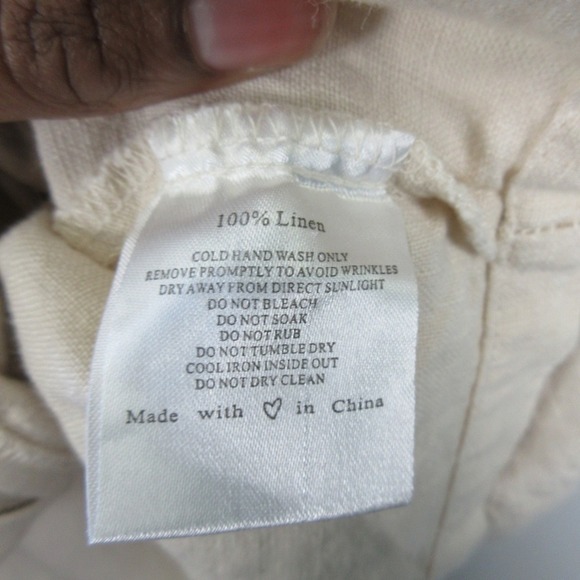 100% Linen
COLD HAND WASH ONLY
REMOVE PROMPTLY TO AVOID WRINKLES
DRY AWAY FROM DIRECT SUNLIGHT
DO NOT BLEACH
DO NOT SOAK
DO NOT RUB
DO NOT TUMBLE DRY
COOL IRON INSIDE OUT
DO NOT DRY CLEAN
Made with ♡ in China